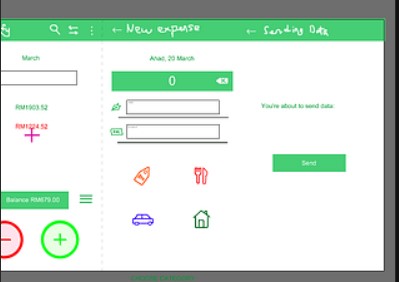 ← New expense
← Sending Data
March
Ahad, 20 March
0
RM1903.52
RM1224.52
You're about to send data:
Send
Balance RM679.00